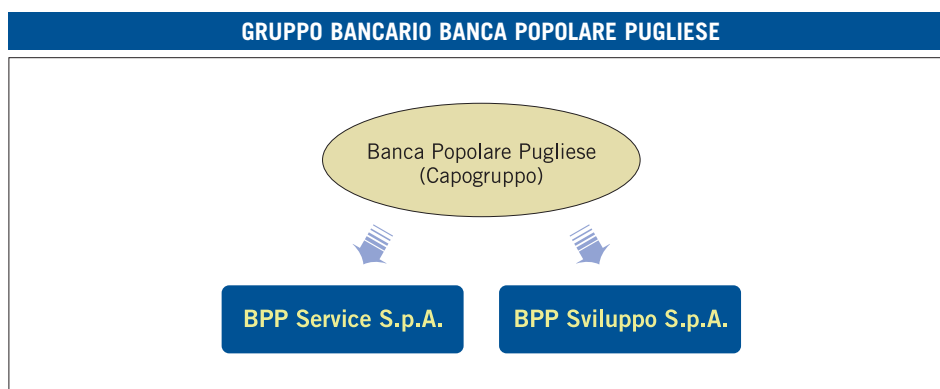 GRUPPO BANCARIO BANCA POPOLARE PUGLIESE
Banca Popolare Pugliese
(Capogruppo)
BPP Service S.p.A.
BPP Sviluppo S.p.A.